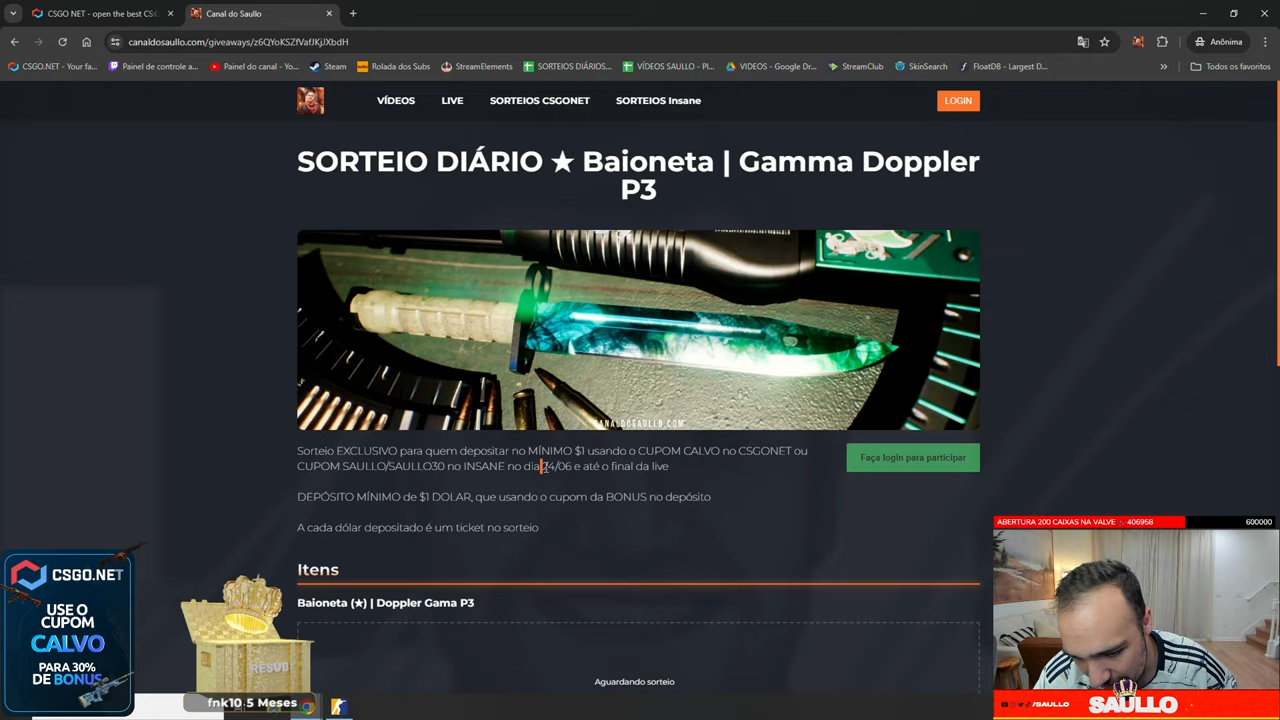 CSGO.NET - open the best CS:
Canal do Saullo
canaldosaullo.com/giveaways/z6QYoKSZfVafJKjJXbdH
Anônima
CSGO.NET - Your fa...
Painel de controle a...
Painel do canal - Yo...
Steam
Rolada dos Subs
StreamElements
SORTEIOS DIÁRIOS...
VÍDEOS SAULLO - Pl...
VIDEOS - Google Dr...
StreamClub
SkinSearch
FloatDB - Largest D...
Todos os favoritos
VÍDEOS
LIVE
SORTEIOS CSGONET
SORTEIOS Insane
LOGIN
SORTEIO DIÁRIO ★ Baioneta | Gamma Doppler
P3
CANALDOSAULLO.COM
Sorteio EXCLUSIVO para quem depositar no MÍNIMO $1 usando o CUPOM CALVO no CSGONET ou
CUPOM SAULLO/SAULLO30 no INSANE no dia 24/06 e até o final da live
Faça login para participar
DEPÓSITO MÍNIMO de $1 DOLAR, que usando o cupom da BONUS no depósito
A cada dólar depositado é um ticket no sorteio
Itens
Baioneta (★) | Doppler Gama P3
Aguardando sorteio
ABERTURA 200 CAIXAS NA VALVE
406958
600000
CSGO.NET
USE O
CUPOM
CALVO
PARA 30%
DE BONUS
RESUB
fnk10 5 Meses
/SAULLO
SAULLO